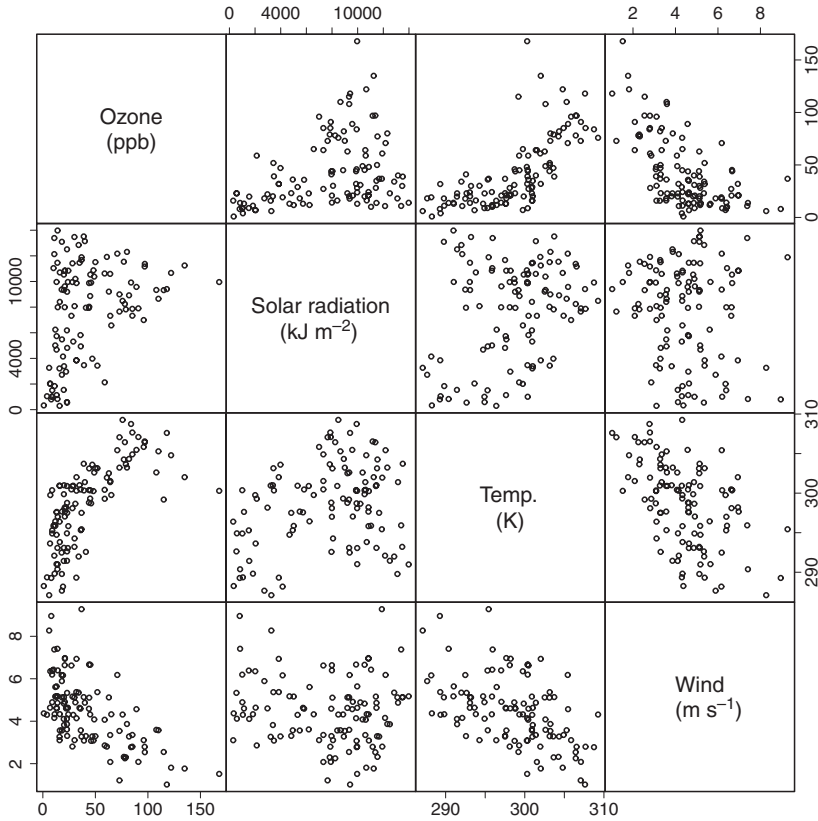 0 4000 10000
2 4 6 8
Ozone
(ppb)
0 50 100 150
0 4000 10000
Solar radiation
(kJ m–2)
Temp.
(K)
290 300 310
2 4 6 8
Wind
(m s–1)
0 50 100 150
290 300 310